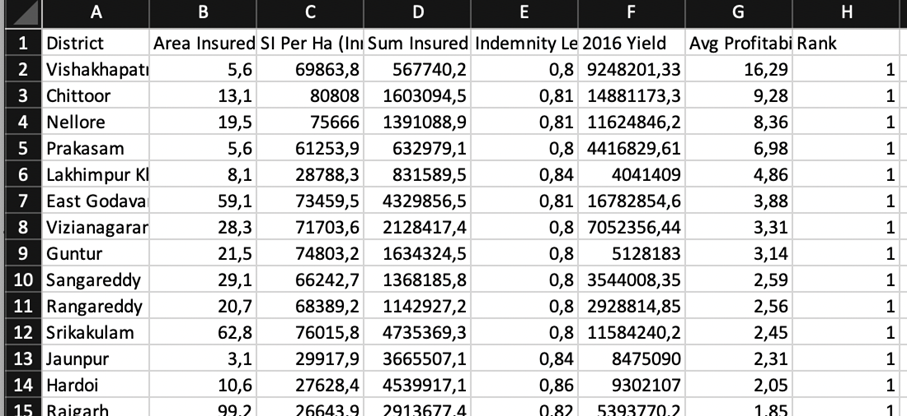 A B C D E F G H
1 District Area Insured SI Per Ha (In Sum Insured Indemnity Le 2016 Yield Avg Profitabi Rank
2 Vishakhapat 5,6 69863,8 567740,2 0,8 9248201,33 16,29 1
3 Chittoor 13,1 80808 1603094,5 0,81 14881173,3 9,28 1
4 Nellore 19,5 75666 1391088,9 0,81 11624846,2 8,36 1
5 Prakasam 5,6 61253,9 632979,1 0,8 4416829,61 6,98 1
6 Lakhimpur K 8,1 28788,3 831589,5 0,84 4041409 4,86 1
7 East Godava 59,1 73459,5 4329856,5 0,81 16782854,6 3,88 1
8 Vizianagarar 28,3 71703,6 2128417,4 0,8 7052356,44 3,31 1
9 Guntur 21,5 74803,2 1634324,5 0,8 5128183 3,14 1
10 Sangareddy 29,1 66242,7 1368185,8 0,8 3544008,35 2,59 1
11 Rangareddy 20,7 68389,2 1142927,2 0,8 2928814,85 2,56 1
12 Srikakulam 62,8 76015,8 4735369,3 0,8 11584240,2 2,45 1
13 Jaunpur 3,1 29917,9 3665507,1 0,84 8475090 2,31 1
14 Hardoi 10,6 27628,4 4539917,1 0,86 9302107 2,05 1
15 Raigarh 99,2 26643,9 2913677,4 0,82 5393770,2 1,85 1